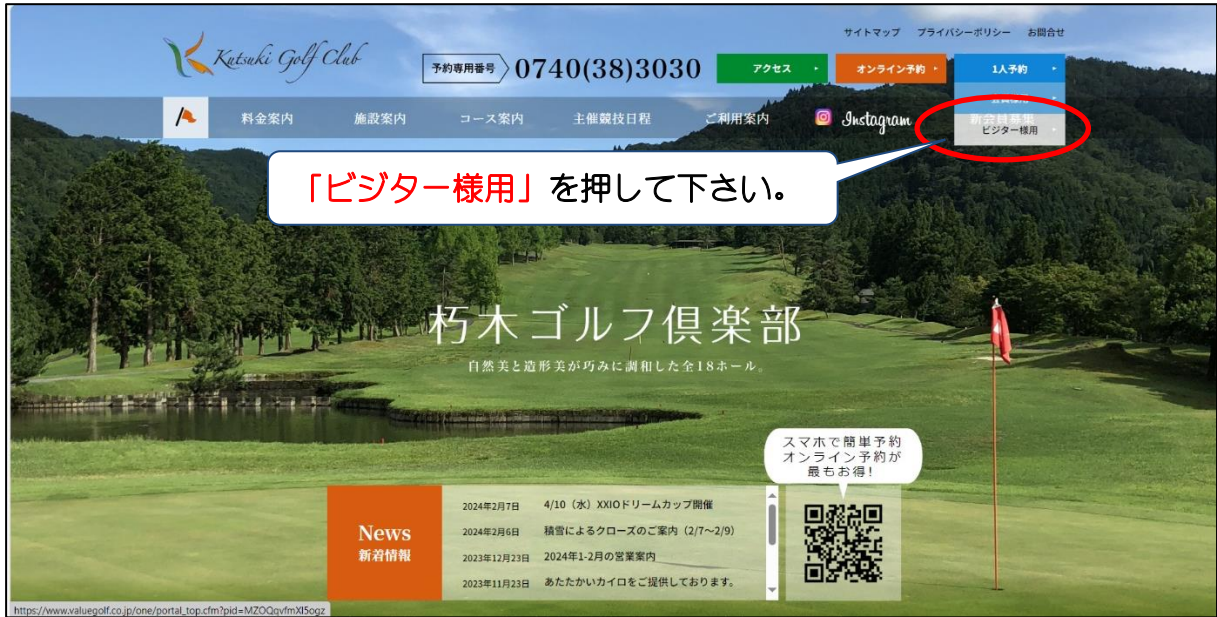 サイトマップ プライバシーポリシー お問合せ
Kutsuki Golf Club
予約専用番号 0740(38)3030
アクセス
オンライン予約
1人予約
料金案内 施設案内 コース案内 主催競技日程 ご利用案内 Instagram 新会員募集
ビジター様用
「ビジター様用」を押して下さい。
朽木ゴルフ倶楽部
自然美と造形美が巧みに調和した全18ホール。
スマホで簡単予約
オンライン予約が
最もお得!
News
新着情報
2024年2月7日 4/10（水）XXIOドリームカップ開催
2024年2月6日 積雪によるクローズのご案内（2/7～2/9）
2023年12月23日 2024年1-2月の営業案内
2023年11月23日 あたたかいカイロをご提供しております。
https://www.valuegolf.co.jp/one/portal_top.cfm?pid=MZOQqvfmXI5ogz